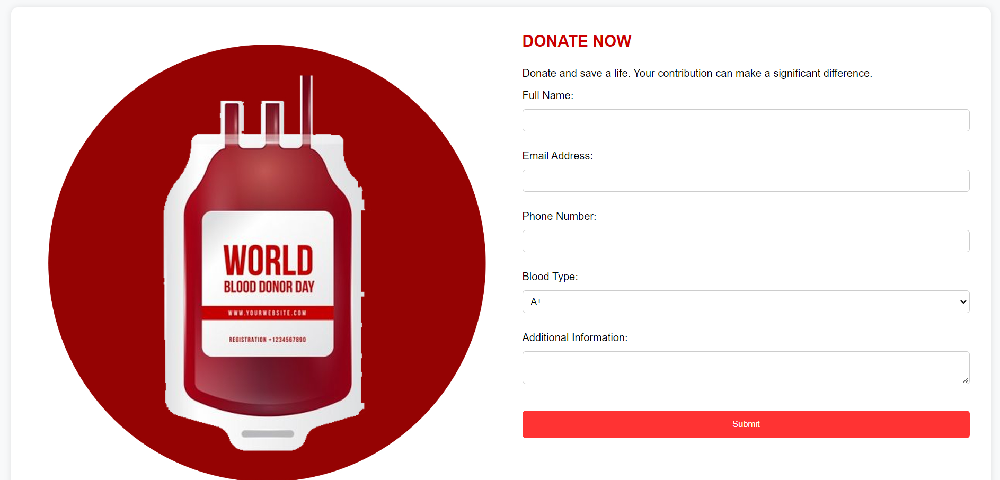 WORLD
BLOOD DONOR DAY
WWW.YOURWEBSITE.COM
REGISTRATION +1234567890
DONATE NOW
Donate and save a life. Your contribution can make a significant difference.
Full Name:
Email Address:
Phone Number:
Blood Type:
A+
Additional Information:
Submit